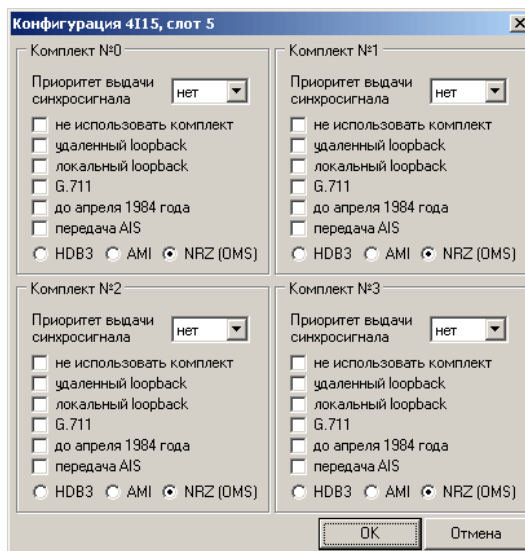 Конфигурация 4I15, слот 5
Комплект №0
Приоритет выдачи синхросигнала
нет
не использовать комплект
удаленный loopback
локальный loopback
G.711
до апреля 1984 года
передача AIS
HDB3 AMI NRZ (OMS)
Комплект №1
Приоритет выдачи синхросигнала
нет
не использовать комплект
удаленный loopback
локальный loopback
G.711
до апреля 1984 года
передача AIS
HDB3 AMI NRZ (OMS)
Комплект №2
Приоритет выдачи синхросигнала
нет
не использовать комплект
удаленный loopback
локальный loopback
G.711
до апреля 1984 года
передача AIS
HDB3 AMI NRZ (OMS)
Комплект №3
Приоритет выдачи синхросигнала
нет
не использовать комплект
удаленный loopback
локальный loopback
G.711
до апреля 1984 года
передача AIS
HDB3 AMI NRZ (OMS)
OK Отмена